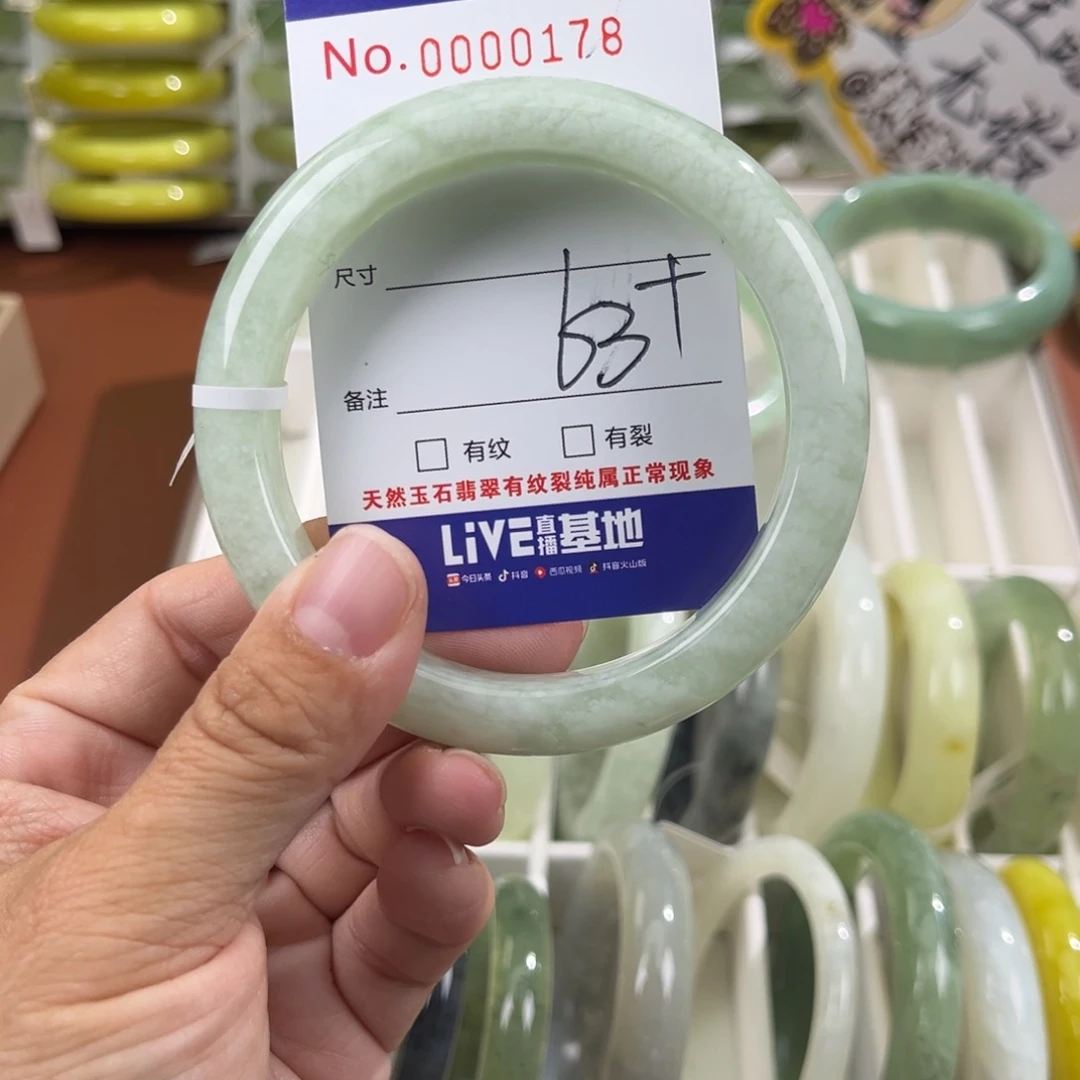 No.0000178
尺寸 63+
备注
有纹 有裂
天然玉石翡翠有纹裂纯属正常现象
LiVE直播基地
今日头条 抖音 西瓜视频 抖音火山版